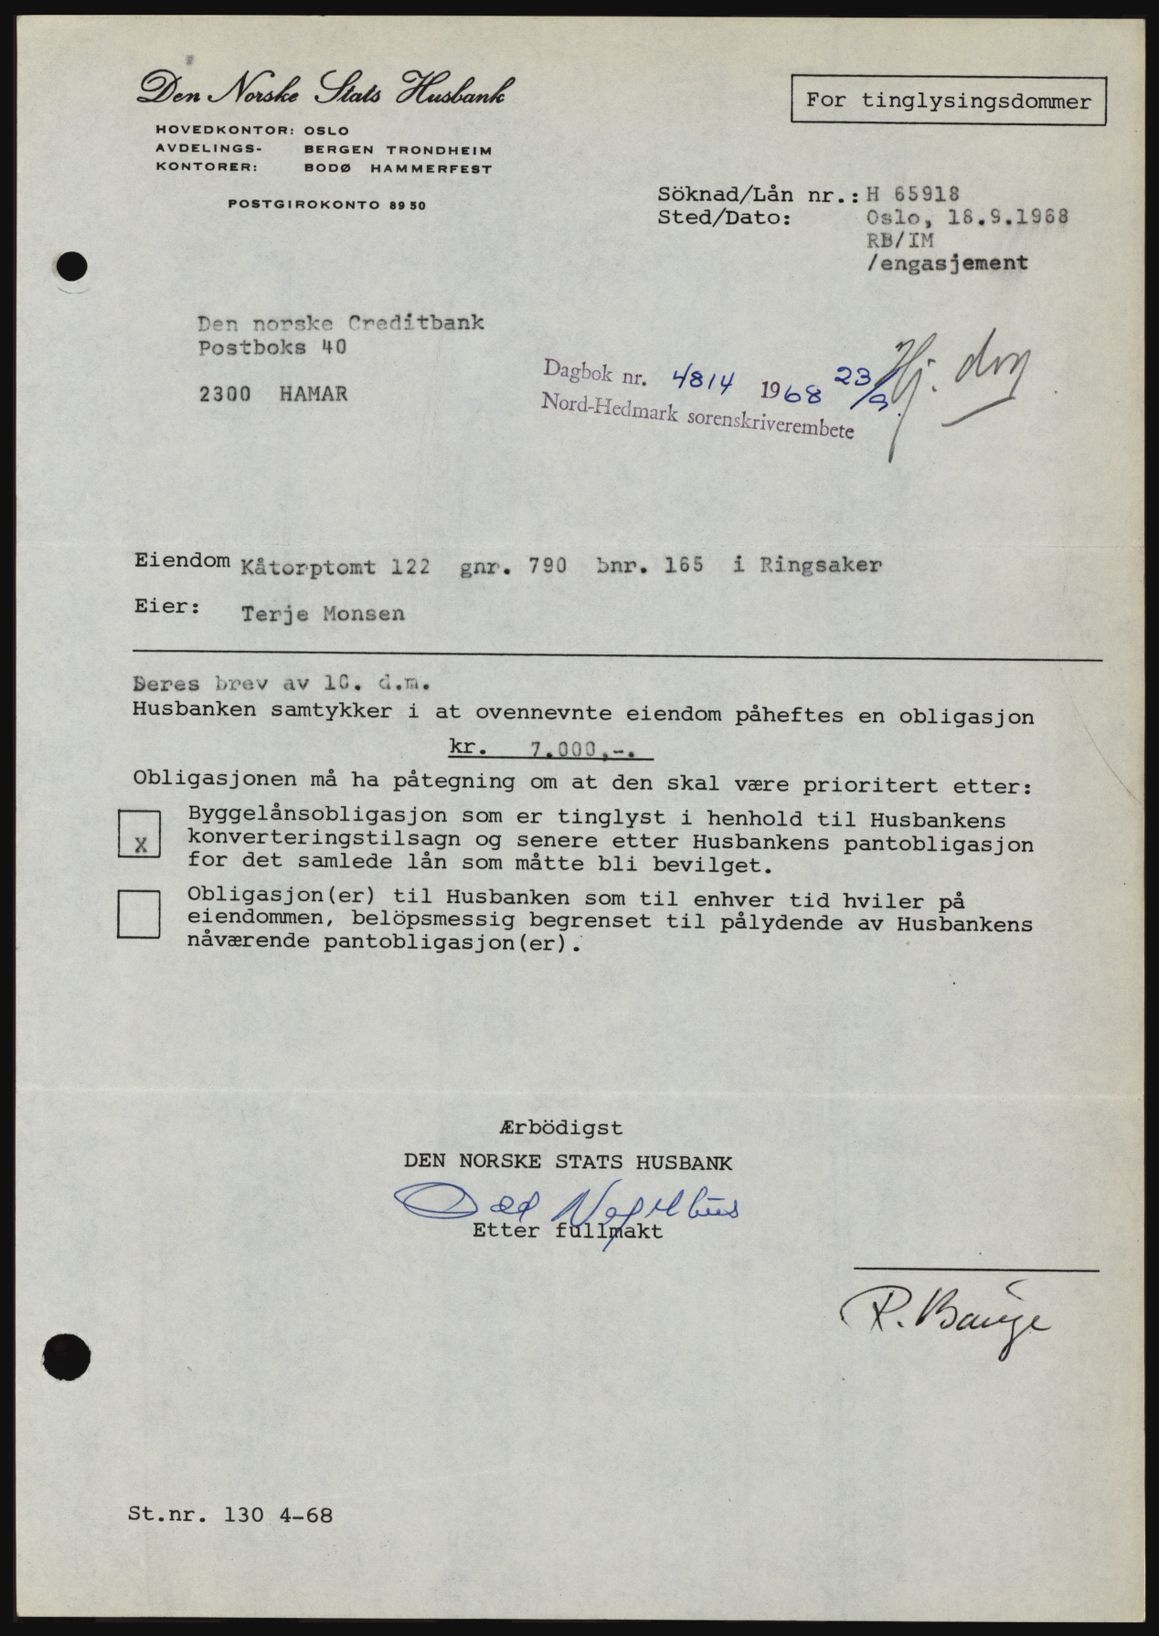 Den Norske Stats Husbank
HOVEDKONTOR: OSLO
AVDELINGS- BERGEN TRONDHEIM
KONTORER: BODØ HAMMERFEST
POSTGIROKONTO 8950
For tinglysingsdommer
Söknad/Lån nr.: H 65918
Sted/Dato: Oslo, 18.9.1968
RB/IM
/engasjement
Den norske Creditbank
Postboks 40
2300 HAMAR
Dagbok nr. 4814 1968 23/9.
Nord-Hedmark sorenskriverembete
Eiendom Kåtorptomt 122 gnr. 790 bnr. 165 i Ringsaker
Eier: Terje Monsen
Deres brev av 10. d.m.
Husbanken samtykker i at ovennevnte eiendom påheftes en obligasjon
kr. 7.000,-.
Obligasjonen må ha påtegning om at den skal være prioritert etter:
x Byggelånsobligasjon som er tinglyst i henhold til Husbankens
konverteringstilsagn og senere etter Husbankens pantobligasjon
for det samlede lån som måtte bli bevilget.
Obligasjon(er) til Husbanken som til enhver tid hviler på
eiendommen, belöpsmessig begrenset til pålydende av Husbankens
nåværende pantobligasjon(er).
Ærbödigst
DEN NORSKE STATS HUSBANK
Etter fullmakt
R. Bauge
St.nr. 130 4-68